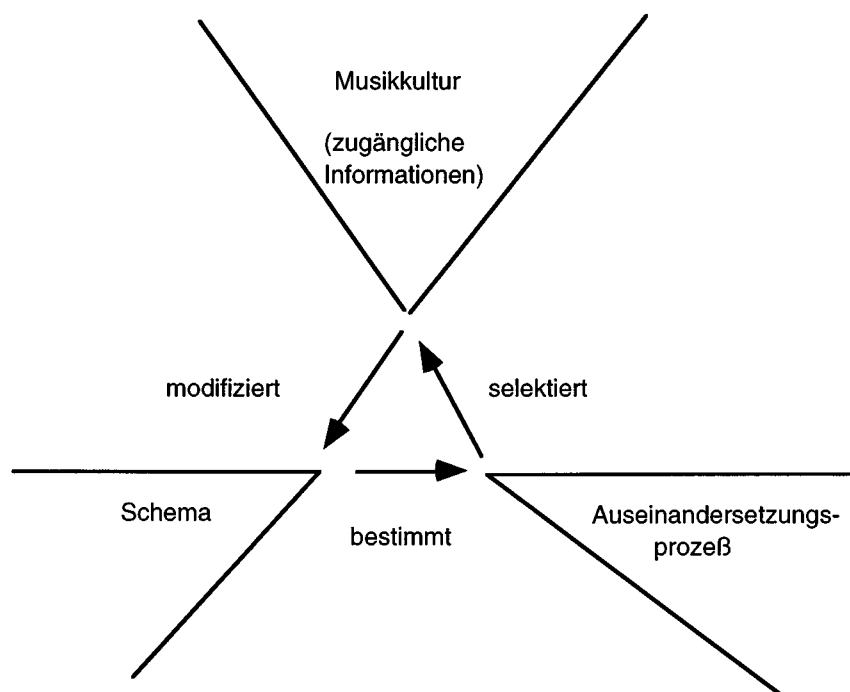 Musikkultur
(zugängliche
Informationen)
modifiziert
selektiert
Schema
bestimmt
Auseinandersetzungs-
prozeß